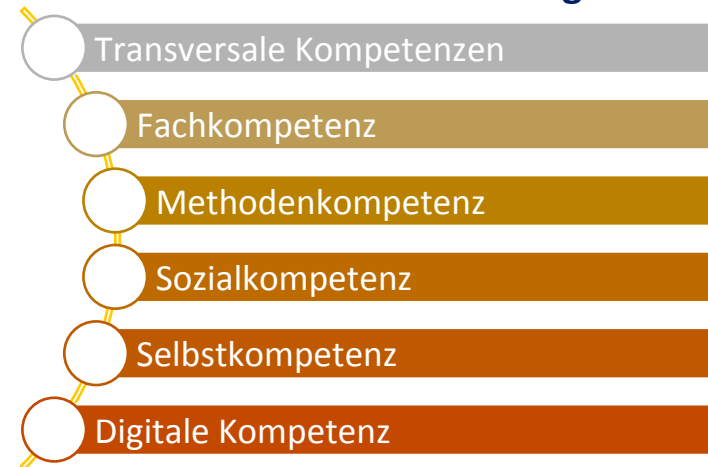 Transversale Kompetenzen
Fachkompetenz
Methodenkompetenz
Sozialkompetenz
Selbstkompetenz
Digitale Kompetenz